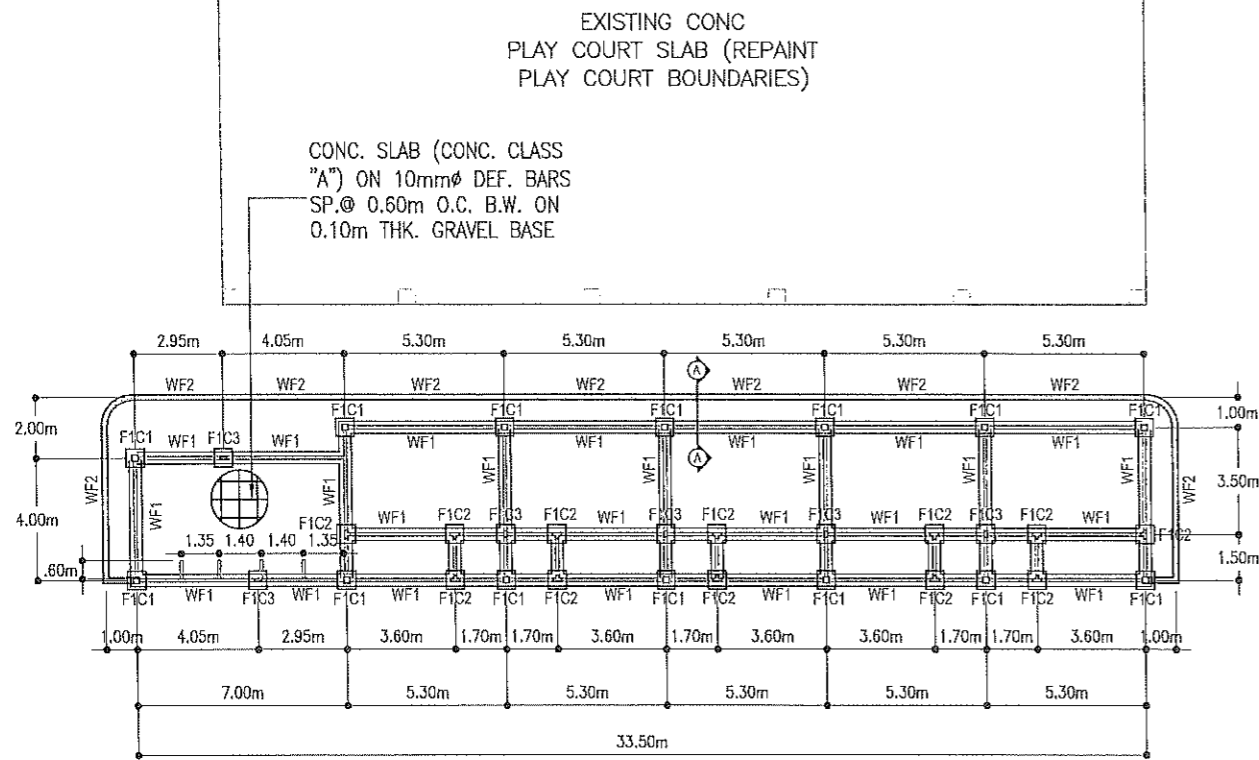 EXISTING CONC
PLAY COURT SLAB (REPAINT
PLAY COURT BOUNDARIES)
CONC. SLAB (CONC. CLASS
"A") ON 10mmø DEF. BARS
SP.@ 0.60m O.C. B.W. ON
0.10m THK. GRAVEL BASE
2.95m 4.05m 5.30m 5.30m 5.30m 5.30m 5.30m
A
WF2 WF2 WF2 WF2 WF2 WF2 WF2
2.00m 1.00m
F1C1 F1C1 F1C1 F1C1 F1C1 F1C1
F1C1 WF1 F1C3 WF1 WF1 WF1 WF1 WF1 WF1
A
WF2 WF1 WF1 WF1 WF1 WF1 WF1 WF1 WF2
3.50m
4.00m
F1C2 WF1 F1C2 F1C3 F1C2 WF1 F1C3 F1C2 WF1 F1C3 WF1 F1C2 F1C3 F1C2 WF1 F1C2
1.35 1.40 1.40 1.35
.60m 1.50m
F1C1 WF1 F1C3 WF1 F1C1 WF1 F1C2 F1C1 F1C2 WF1 F1C1 F1C2 WF1 F1C1 WF1 F1C2 F1C1 F1C2 WF1 F1C1
1.00m 4.05m 2.95m 3.60m 1.70m 1.70m 3.60m 1.70m 3.60m 3.60m 1.70m 1.70m 3.60m 1.00m
7.00m 5.30m 5.30m 5.30m 5.30m 5.30m
33.50m